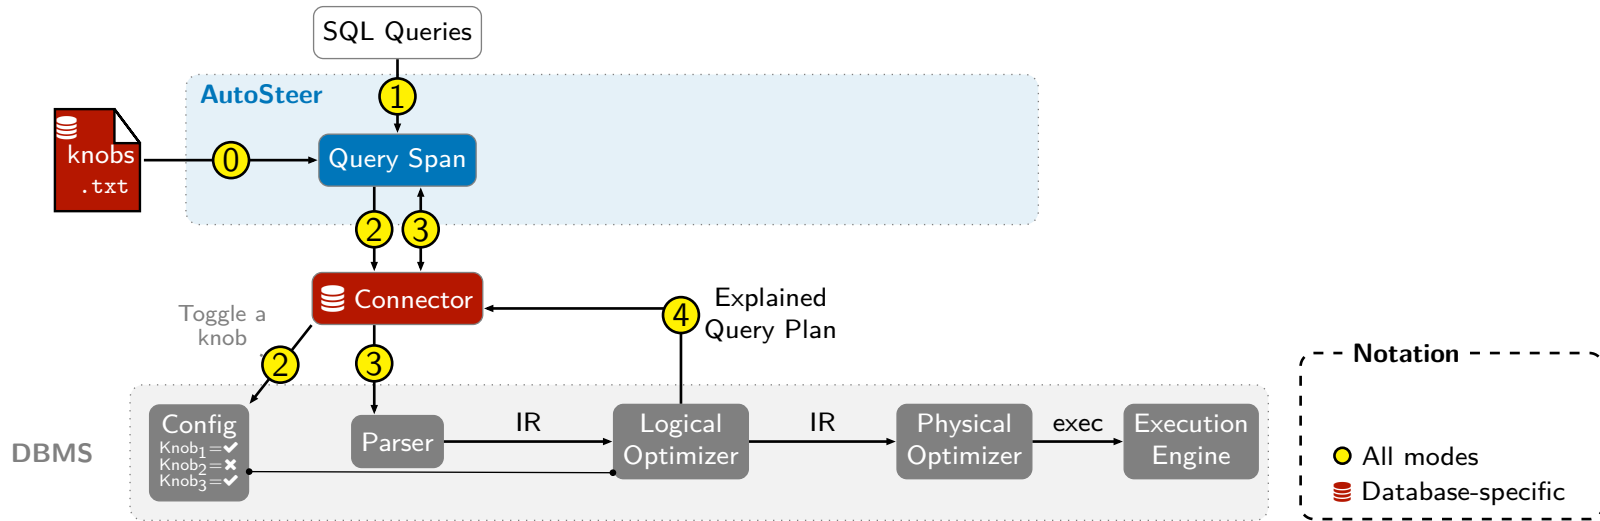 SQL Queries
AutoSteer
1
knobs
.txt
0
Query Span
2
3
Connector
Toggle a
knob
2
3
4
Explained
Query Plan
Notation
All modes
Database-specific
DBMS
Config
Knob1=✔
Knob2=✖
Knob3=✔
Parser
IR
Logical
Optimizer
IR
Physical
Optimizer
exec
Execution
Engine